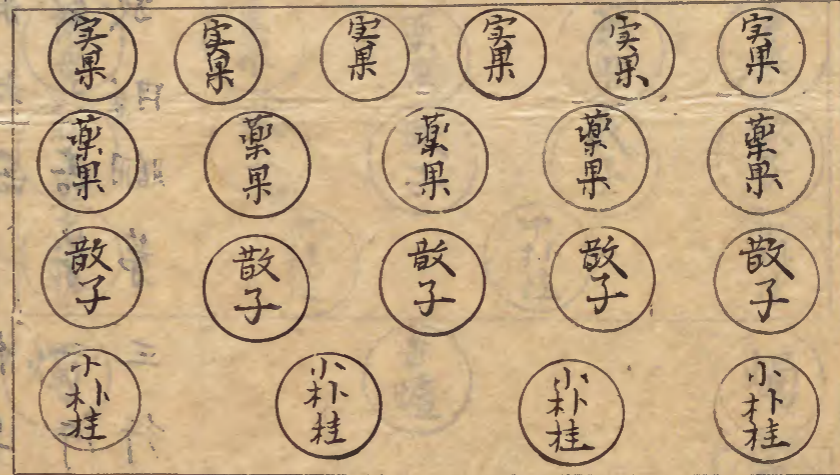 実果 実果 実果 実果 実果 実果
薬果 薬果 薬果 薬果 薬果
散子 散子 散子 散子 散子
小朴桂 小朴桂 小朴桂 小朴桂